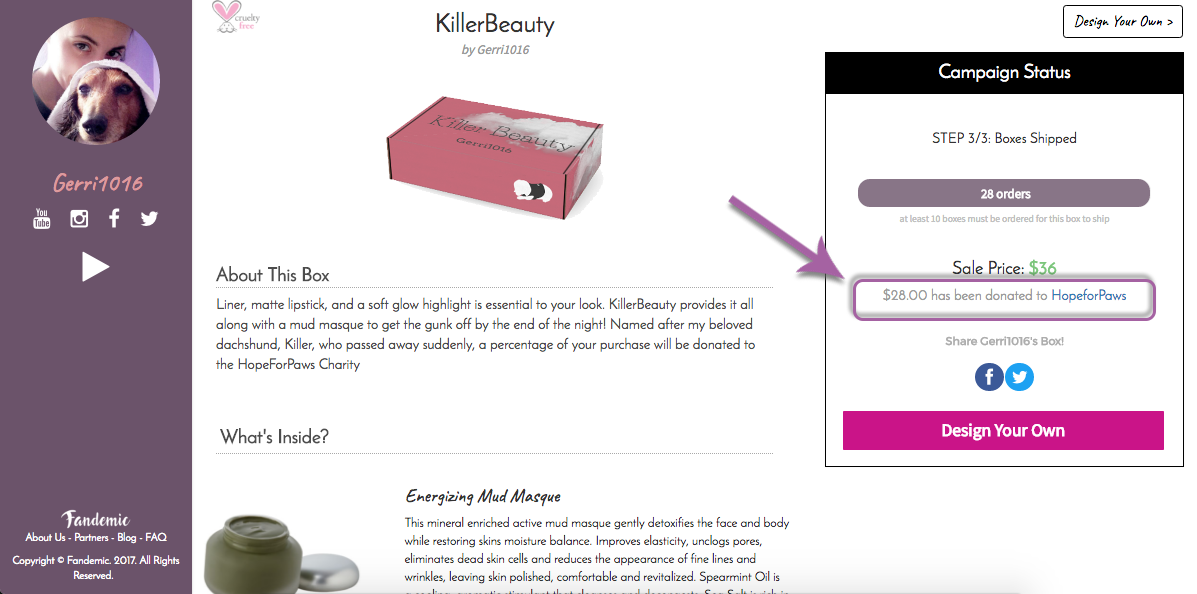 cruelty
free
KillerBeauty
by Gerri1016
Design Your Own >
Killer Beauty
Gerri1016
Gerri1016
You
Tube
About This Box
Liner, matte lipstick, and a soft glow highlight is essential to your look. KillerBeauty provides it all
along with a mud masque to get the gunk off by the end of the night! Named after my beloved
dachshund, Killer, who passed away suddenly, a percentage of your purchase will be donated to
the HopeForPaws Charity
What's Inside?
Energizing Mud Masque
This mineral enriched active mud masque gently detoxifies the face and body
while restoring skins moisture balance. Improves elasticity, unclogs pores,
eliminates dead skin cells and reduces the appearance of fine lines and
wrinkles, leaving skin polished, comfortable and revitalized. Spearmint Oil is
Campaign Status
STEP 3/3: Boxes Shipped
28 orders
at least 10 boxes must be ordered for this box to ship
Sale Price: $36
$28.00 has been donated to HopeforPaws
Share Gerri1016's Box!
Design Your Own
Fandemic
About Us - Partners - Blog - FAQ
Copyright © Fandemic. 2017. All Rights
Reserved.